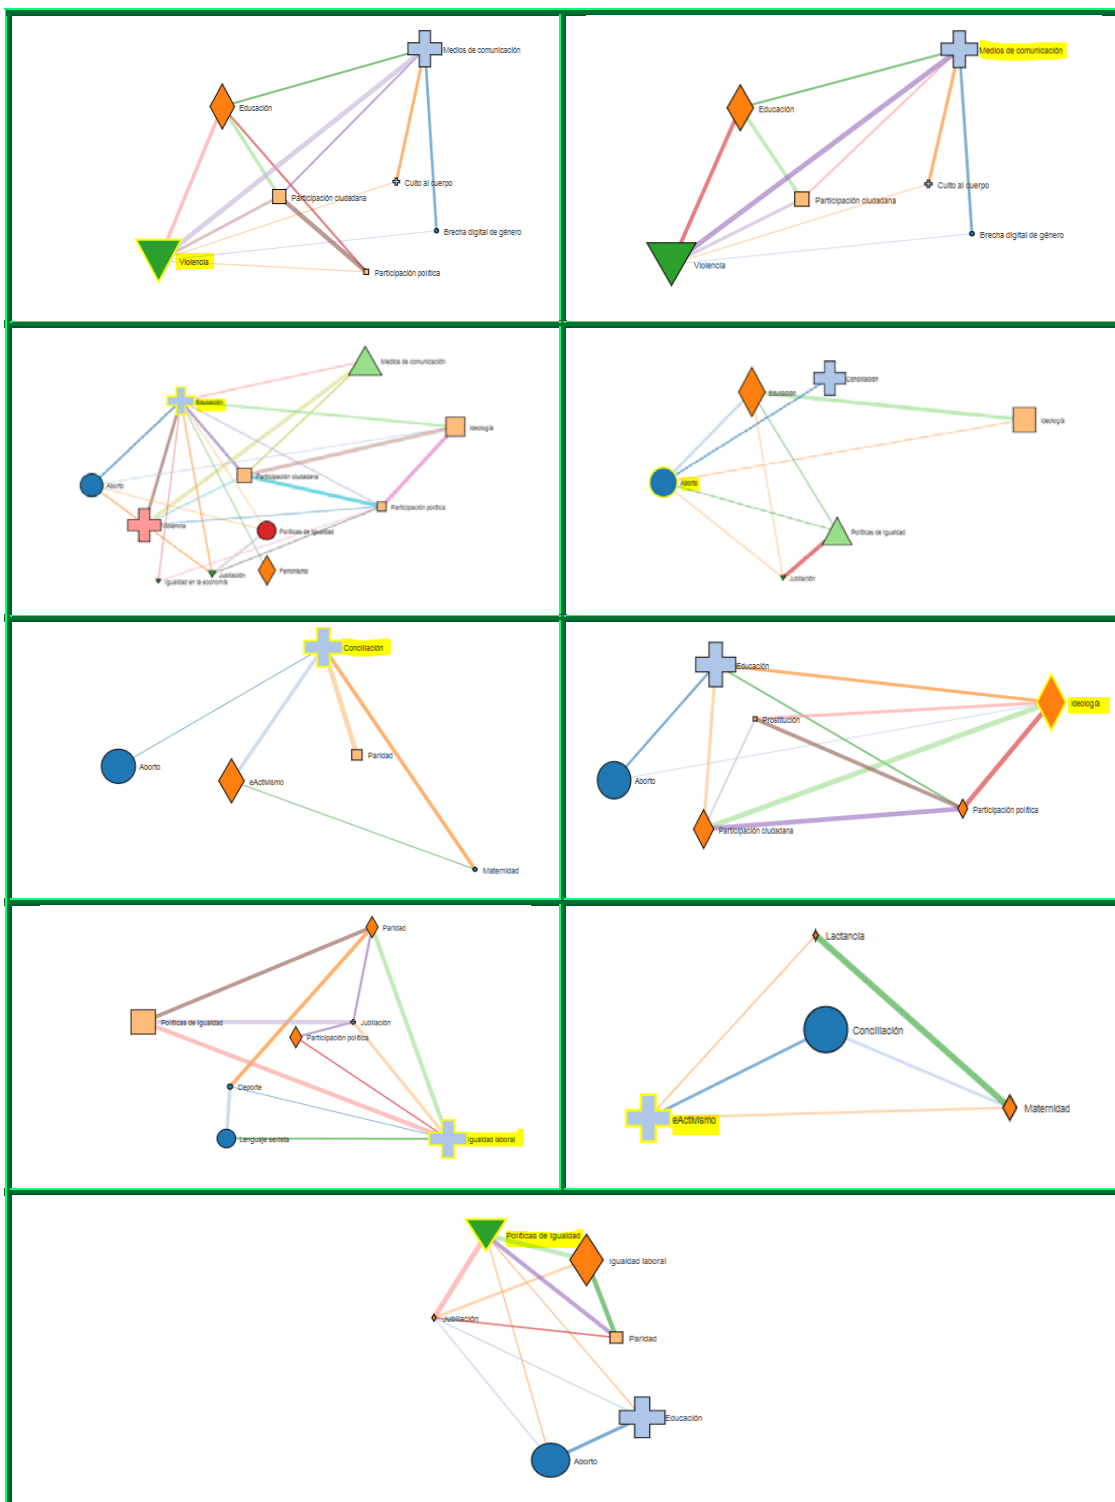 Medios de comunicación
Educación
Culto al cuerpo
Participación ciudadana
Brecha digital de género
Violencia
Participación política
Medios de comunicación
Educación
Culto al cuerpo
Participación ciudadana
Brecha digital de género
Violencia
Medios de comunicación
Educación
Ideología
Participación ciudadana
Aborto
Participación política
Violencia
Políticas de Igualdad
Jubilación
Feminismo
Igualdad en la economía
Conciliación
Educación
Ideología
Aborto
Políticas de Igualdad
Jubilación
Conciliación
Paridad
Aborto
eActivismo
Maternidad
Educación
Ideología
Prostitución
Aborto
Participación política
Participación ciudadana
Paridad
Políticas de Igualdad
Jubilación
Participación política
Deporte
Lenguaje sexista
Igualdad laboral
Lactancia
Conciliación
Maternidad
eActivismo
Políticas de Igualdad
Igualdad laboral
Jubilación
Paridad
Educación
Aborto